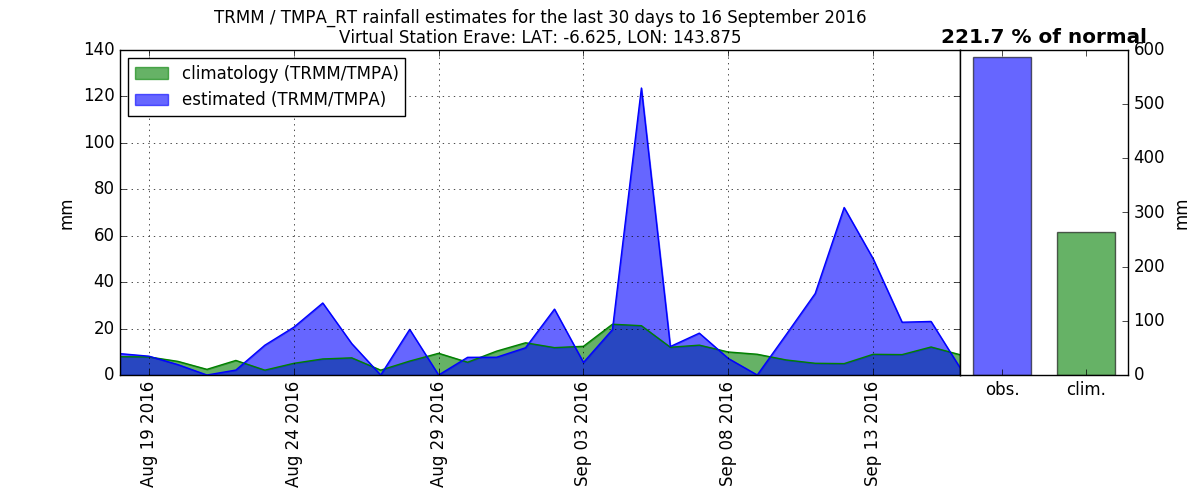 TRMM / TMPA_RT rainfall estimates for the last 30 days to 16 September 2016
Virtual Station Erave: LAT: -6.625, LON: 143.875
221.7 % of normal
climatology (TRMM/TMPA)
estimated (TRMM/TMPA)
140
120
100
80
60
40
20
0
mm
Aug 19 2016
Aug 24 2016
Aug 29 2016
Sep 03 2016
Sep 08 2016
Sep 13 2016
600
500
400
300
200
100
0
mm
obs.
clim.